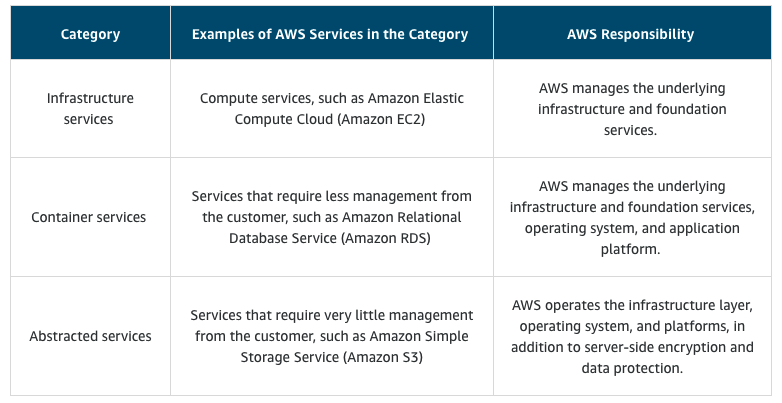 Category
Examples of AWS Services in the Category
AWS Responsibility
Infrastructure
services
Compute services, such as Amazon Elastic
Compute Cloud (Amazon EC2)
AWS manages the underlying
infrastructure and foundation
services.
Container services
Services that require less management from
the customer, such as Amazon Relational
Database Service (Amazon RDS)
AWS manages the underlying
infrastructure and foundation services,
operating system, and application
platform.
Abstracted services
Services that require very little management
from the customer, such as Amazon Simple
Storage Service (Amazon S3)
AWS operates the infrastructure layer,
operating system, and platforms, in
addition to server-side encryption and
data protection.